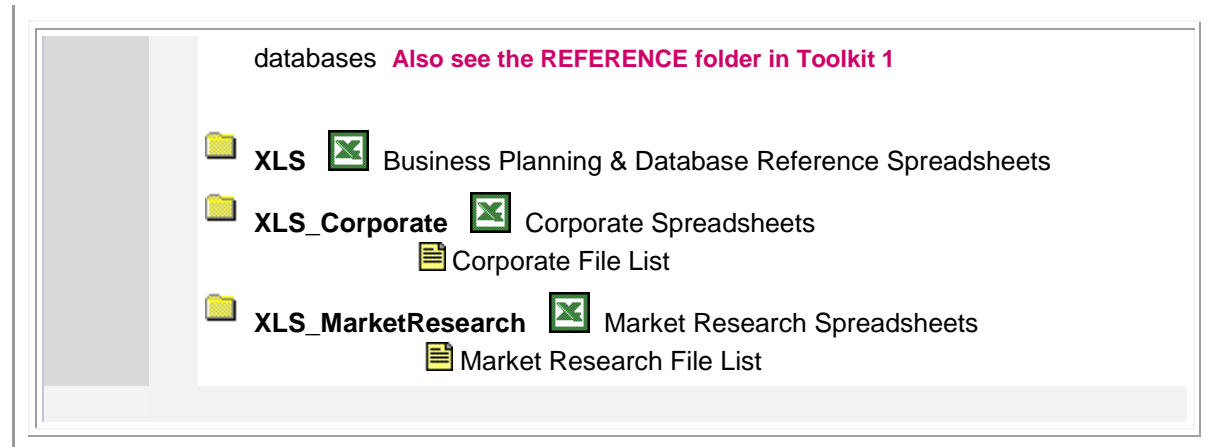 databases Also see the REFERENCE folder in Toolkit 1
XLS Business Planning & Database Reference Spreadsheets
XLS_Corporate Corporate Spreadsheets
Corporate File List
XLS_MarketResearch Market Research Spreadsheets
Market Research File List